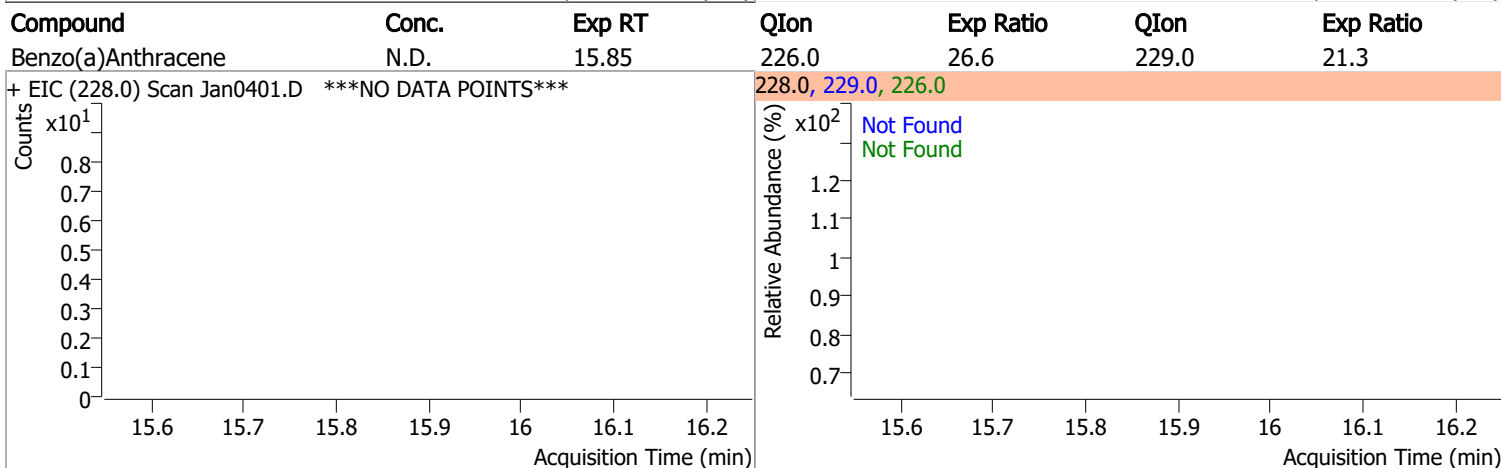 Compound Conc. Exp RT QIon Exp Ratio QIon Exp Ratio
Benzo(a)Anthracene N.D. 15.85 226.0 26.6 229.0 21.3
+ EIC (228.0) Scan Jan0401.D ***NO DATA POINTS***
Counts
x10¹
0.8
0.7
0.6
0.5
0.4
0.3
0.2
0.1
0
15.6 15.7 15.8 15.9 16 16.1 16.2
Acquisition Time (min)
228.0, 229.0, 226.0
Relative Abundance (%)
x10²
Not Found
Not Found
1.2
1.1
1
0.9
0.8
0.7
15.6 15.7 15.8 15.9 16 16.1 16.2
Acquisition Time (min)